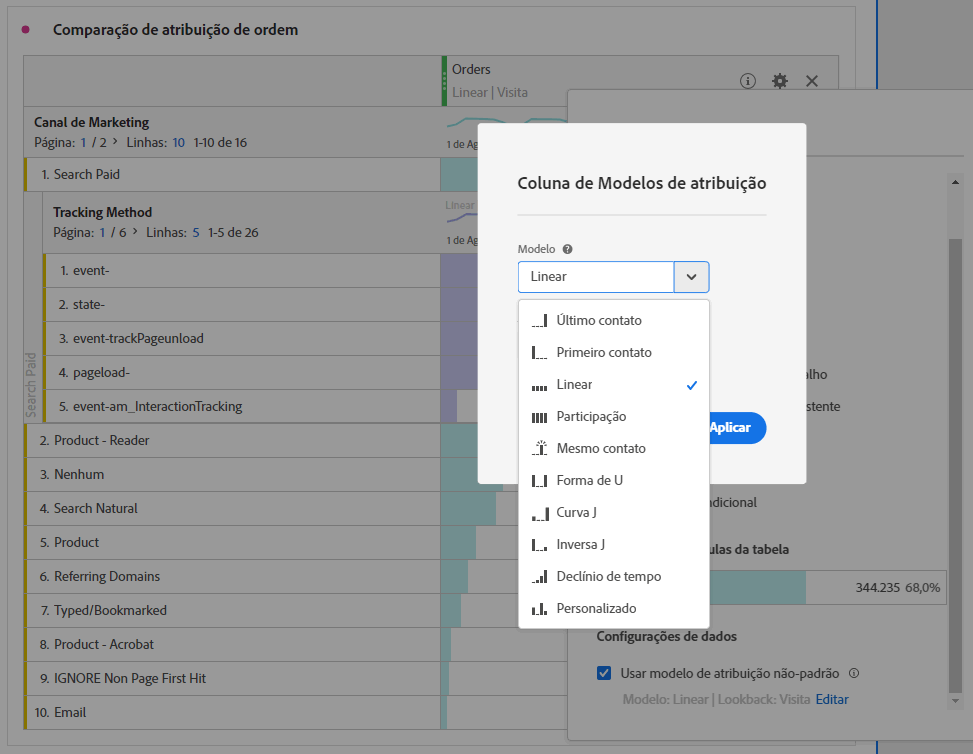 Comparação de atribuição de ordem
Orders
Linear | Visita
Canal de Marketing
Página: 1 / 2 > Linhas: 10 1-10 de 16
1 de Ag
1. Search Paid
Tracking Method
Página: 1 / 6 > Linhas: 5 1-5 de 26
Linear
1 de Ag
Search Paid
1. event-
2. state-
3. event-trackPageunload
4. pageload-
5. event-am_InteractionTracking
2. Product - Reader
3. Nenhum
4. Search Natural
5. Product
6. Referring Domains
7. Typed/Bookmarked
8. Product - Acrobat
9. IGNORE Non Page First Hit
10. Email
Coluna de Modelos de atribuição
Modelo
Linear
Último contato
Primeiro contato
Linear
Participação
Mesmo contato
Forma de U
Curva J
Inversa J
Declínio de tempo
Personalizado
Aplicar
alho
stente
dicional
ulas da tabela
344.235 68,0%
Configurações de dados
Usar modelo de atribuição não-padrão
Modelo: Linear | Lookback: Visita Editar